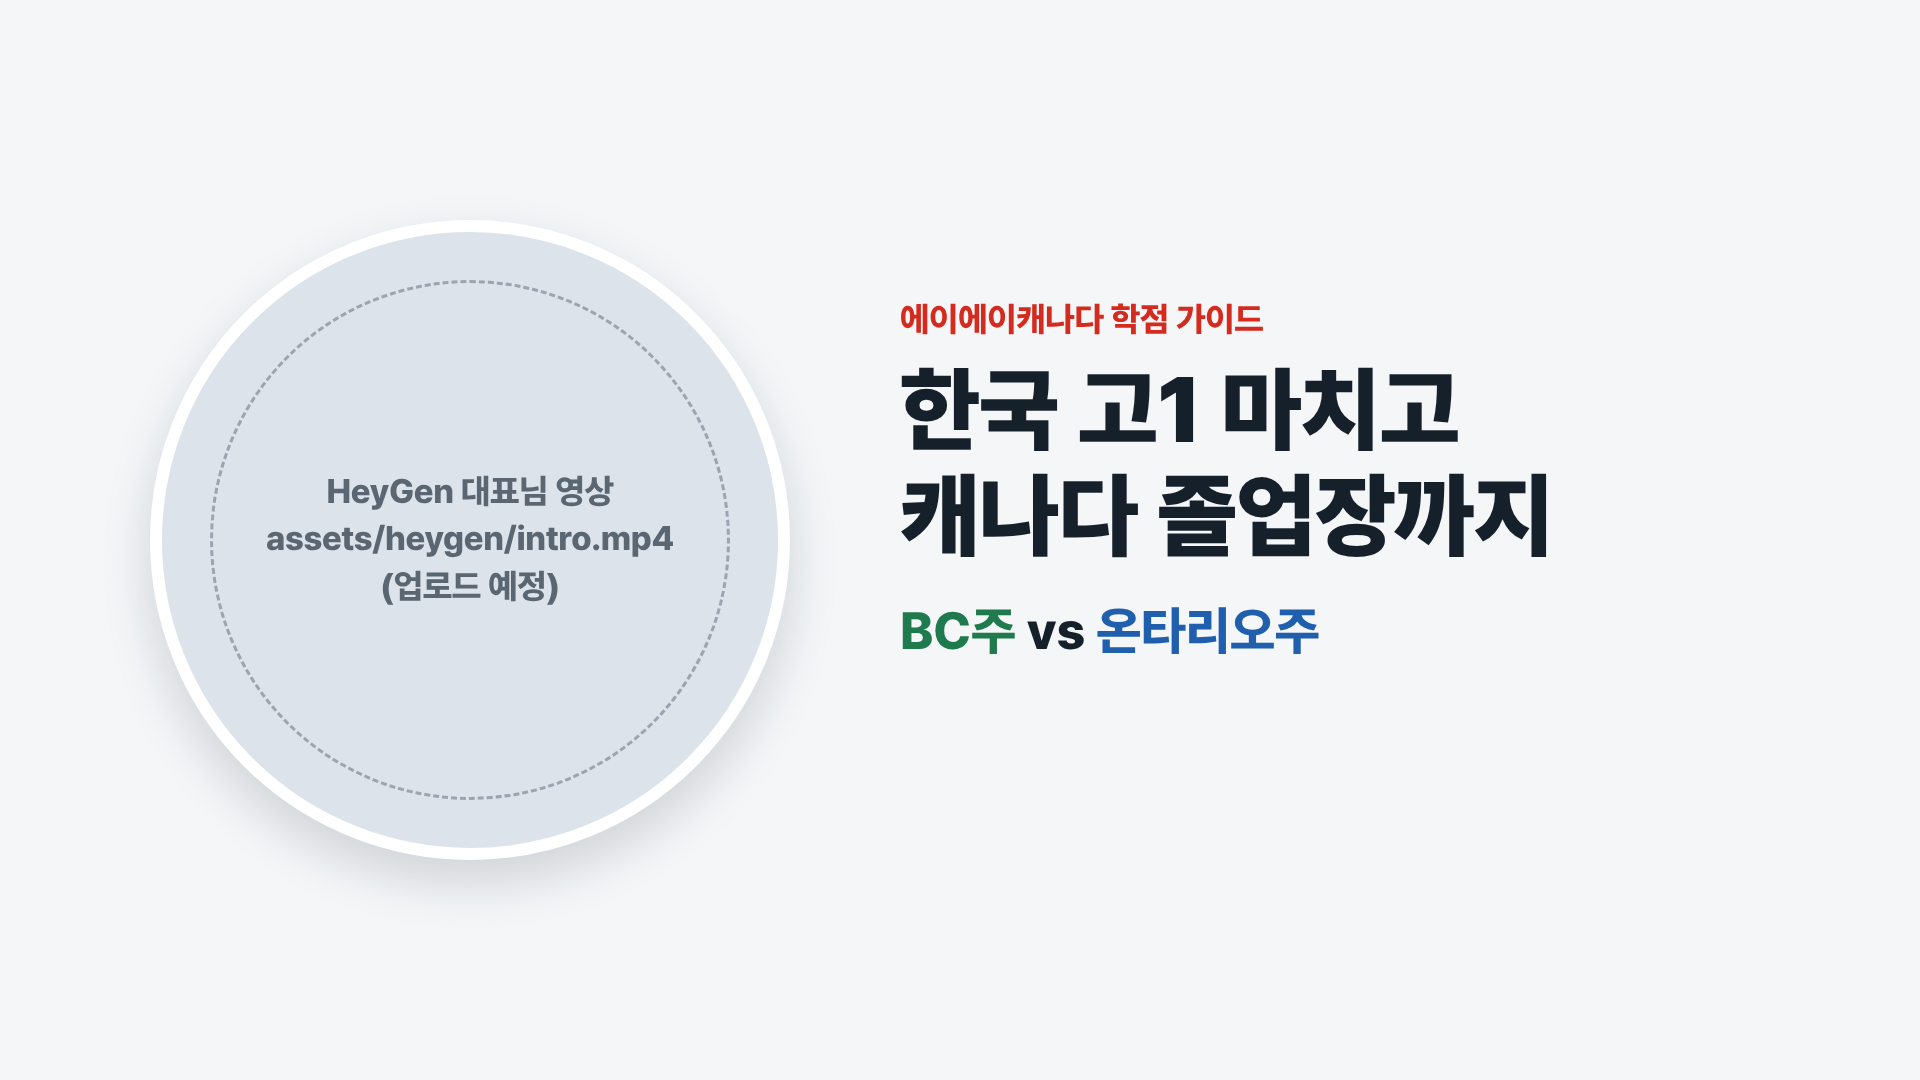 HeyGen 대표님 영상
assets/heygen/intro.mp4
(업로드 예정)
에이에이캐나다 학점 가이드
한국 고1 마치고
캐나다 졸업장까지
BC주 vs 온타리오주